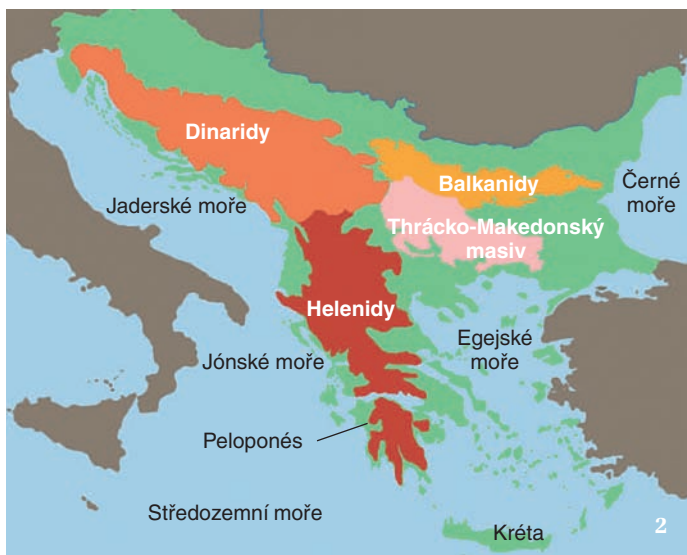 Dinaridy
Balkanidy
Černé
moře
Jaderské moře
Thrácko-Makedonský
masiv
Helenidy
Egejské
moře
Jónské moře
Peloponés
Středozemní moře
Kréta
2